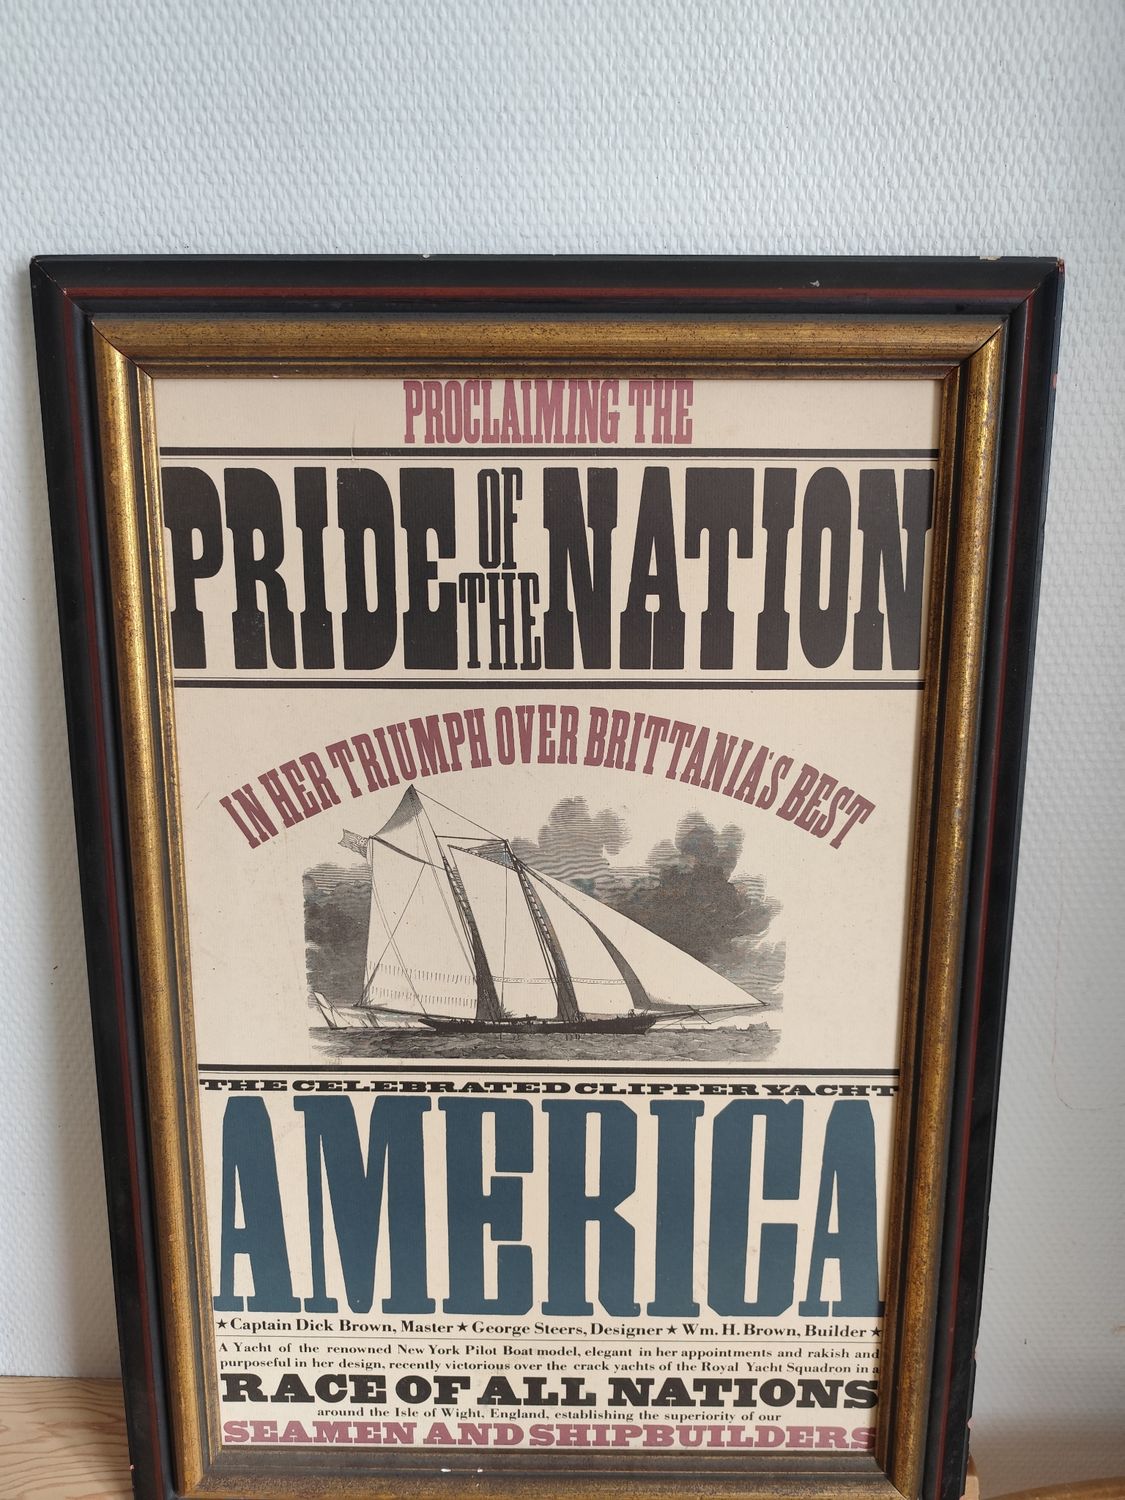 PROCLAIMING THE
PRIDE OF THE NATION
IN HER TRIUMPH OVER BRITTANIA'S BEST
THE CELEBRATED CLIPPER YACHT
AMERICA
★Captain Dick Brown, Master★George Steers, Designer★Wm. H. Brown, Builder★
A Yacht of the renowned New York Pilot Boat model, elegant in her appointments and rakish and
purposeful in her design, recently victorious over the crack yachts of the Royal Yacht Squadron in a
RACE OF ALL NATIONS
around the Isle of Wight, England, establishing the superiority of our
SEAMEN AND SHIPBUILDERS